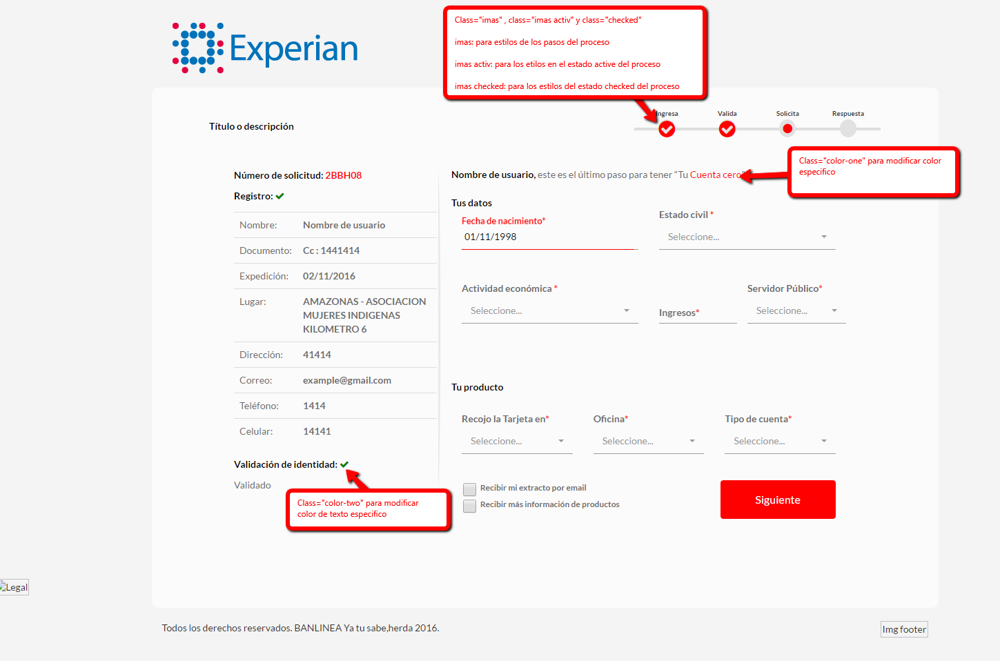 Experian
Class="imas" , class="imas activ" y class="checked"
imas: para estilos de los pasos del proceso
imas activ: para los etilos en el estado active del proceso
imas checked: para los estilos del estado checked del proceso
Ingresa Valida Solicita Respuesta
Título o descripción
Class="color-one" para modificar color
especifico
Número de solicitud: 2BBH08
Registro:
Nombre: Nombre de usuario
Documento: Cc : 1441414
Expedición: 02/11/2016
Lugar: AMAZONAS - ASOCIACION
MUJERES INDIGENAS
KILOMETRO 6
Dirección: 41414
Correo: example@gmail.com
Teléfono: 1414
Celular: 14141
Validación de identidad:
Validado
Class="color-two" para modificar
color de texto especifico
Nombre de usuario, este es el último paso para tener “Tu Cuenta cero”
Tus datos
Fecha de nacimiento*
01/11/1998
Estado civil *
Seleccione...
Actividad económica *
Seleccione...
Ingresos*
Servidor Público*
Seleccione...
Tu producto
Recojo la Tarjeta en* Oficina* Tipo de cuenta*
Seleccione... Seleccione... Seleccione...
Recibir mi extracto por email
Recibir más información de productos
Siguiente
Legal
Todos los derechos reservados. BANLINEA Ya tu sabe,herda 2016.
Img footer